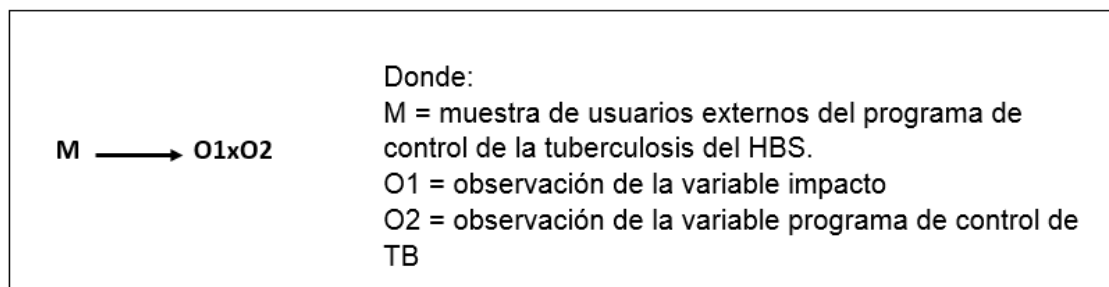 Donde:
M = muestra de usuarios externos del programa de
control de la tuberculosis del HBS.
M O1xO2
O1 = observación de la variable impacto
O2 = observación de la variable programa de control de
TB